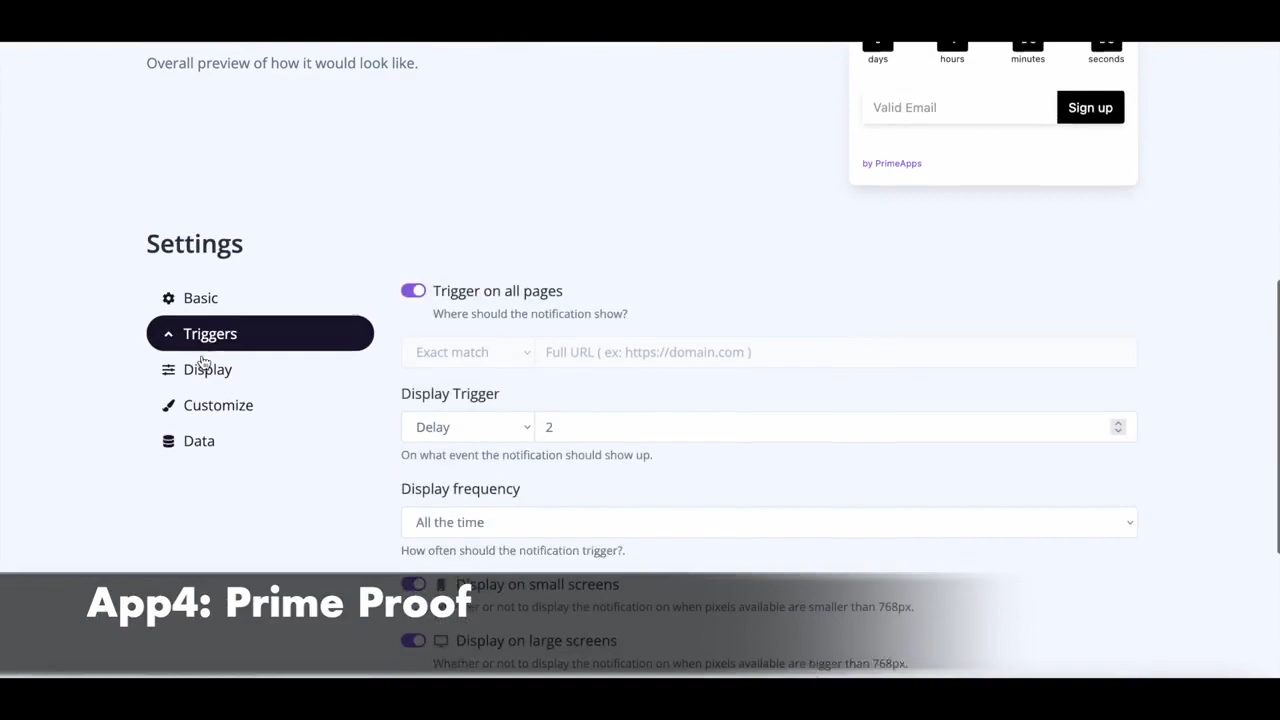 Overall preview of how it would look like.
days hours minutes seconds
Valid Email Sign up
by PrimeApps
Settings
Basic
Triggers
Display
Customize
Data
Trigger on all pages
Where should the notification show?
Exact match Full URL ( ex: https://domain.com )
Display Trigger
Delay 2
On what event the notification should show up.
Display frequency
All the time
How often should the notification trigger?.
Display on small screens
or not to display the notification on when pixels available are smaller than 768px.
Display on large screens
Whether or not to display the notification on when pixels available are bigger than 768px.
App4: Prime Proof